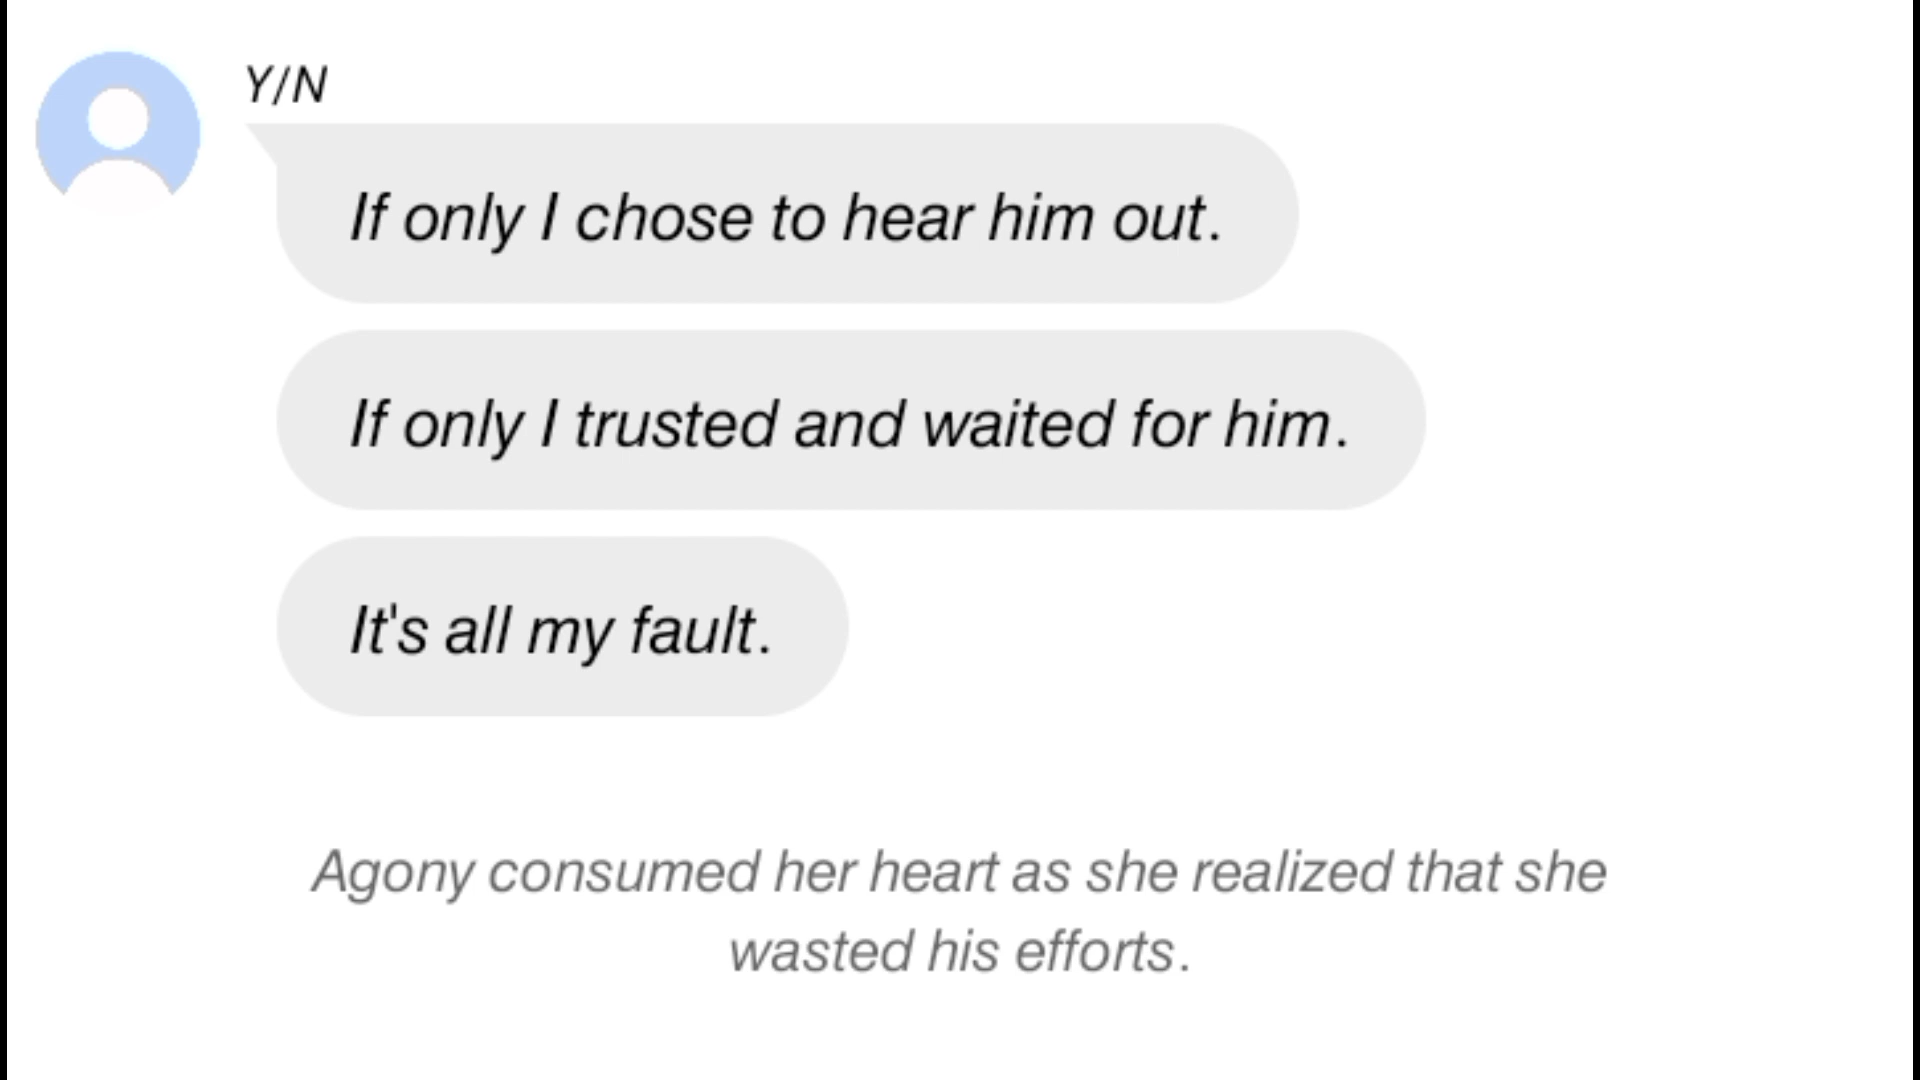 Y/N
If only I chose to hear him out.
If only I trusted and waited for him.
It's all my fault.
Agony consumed her heart as she realized that she
wasted his efforts.